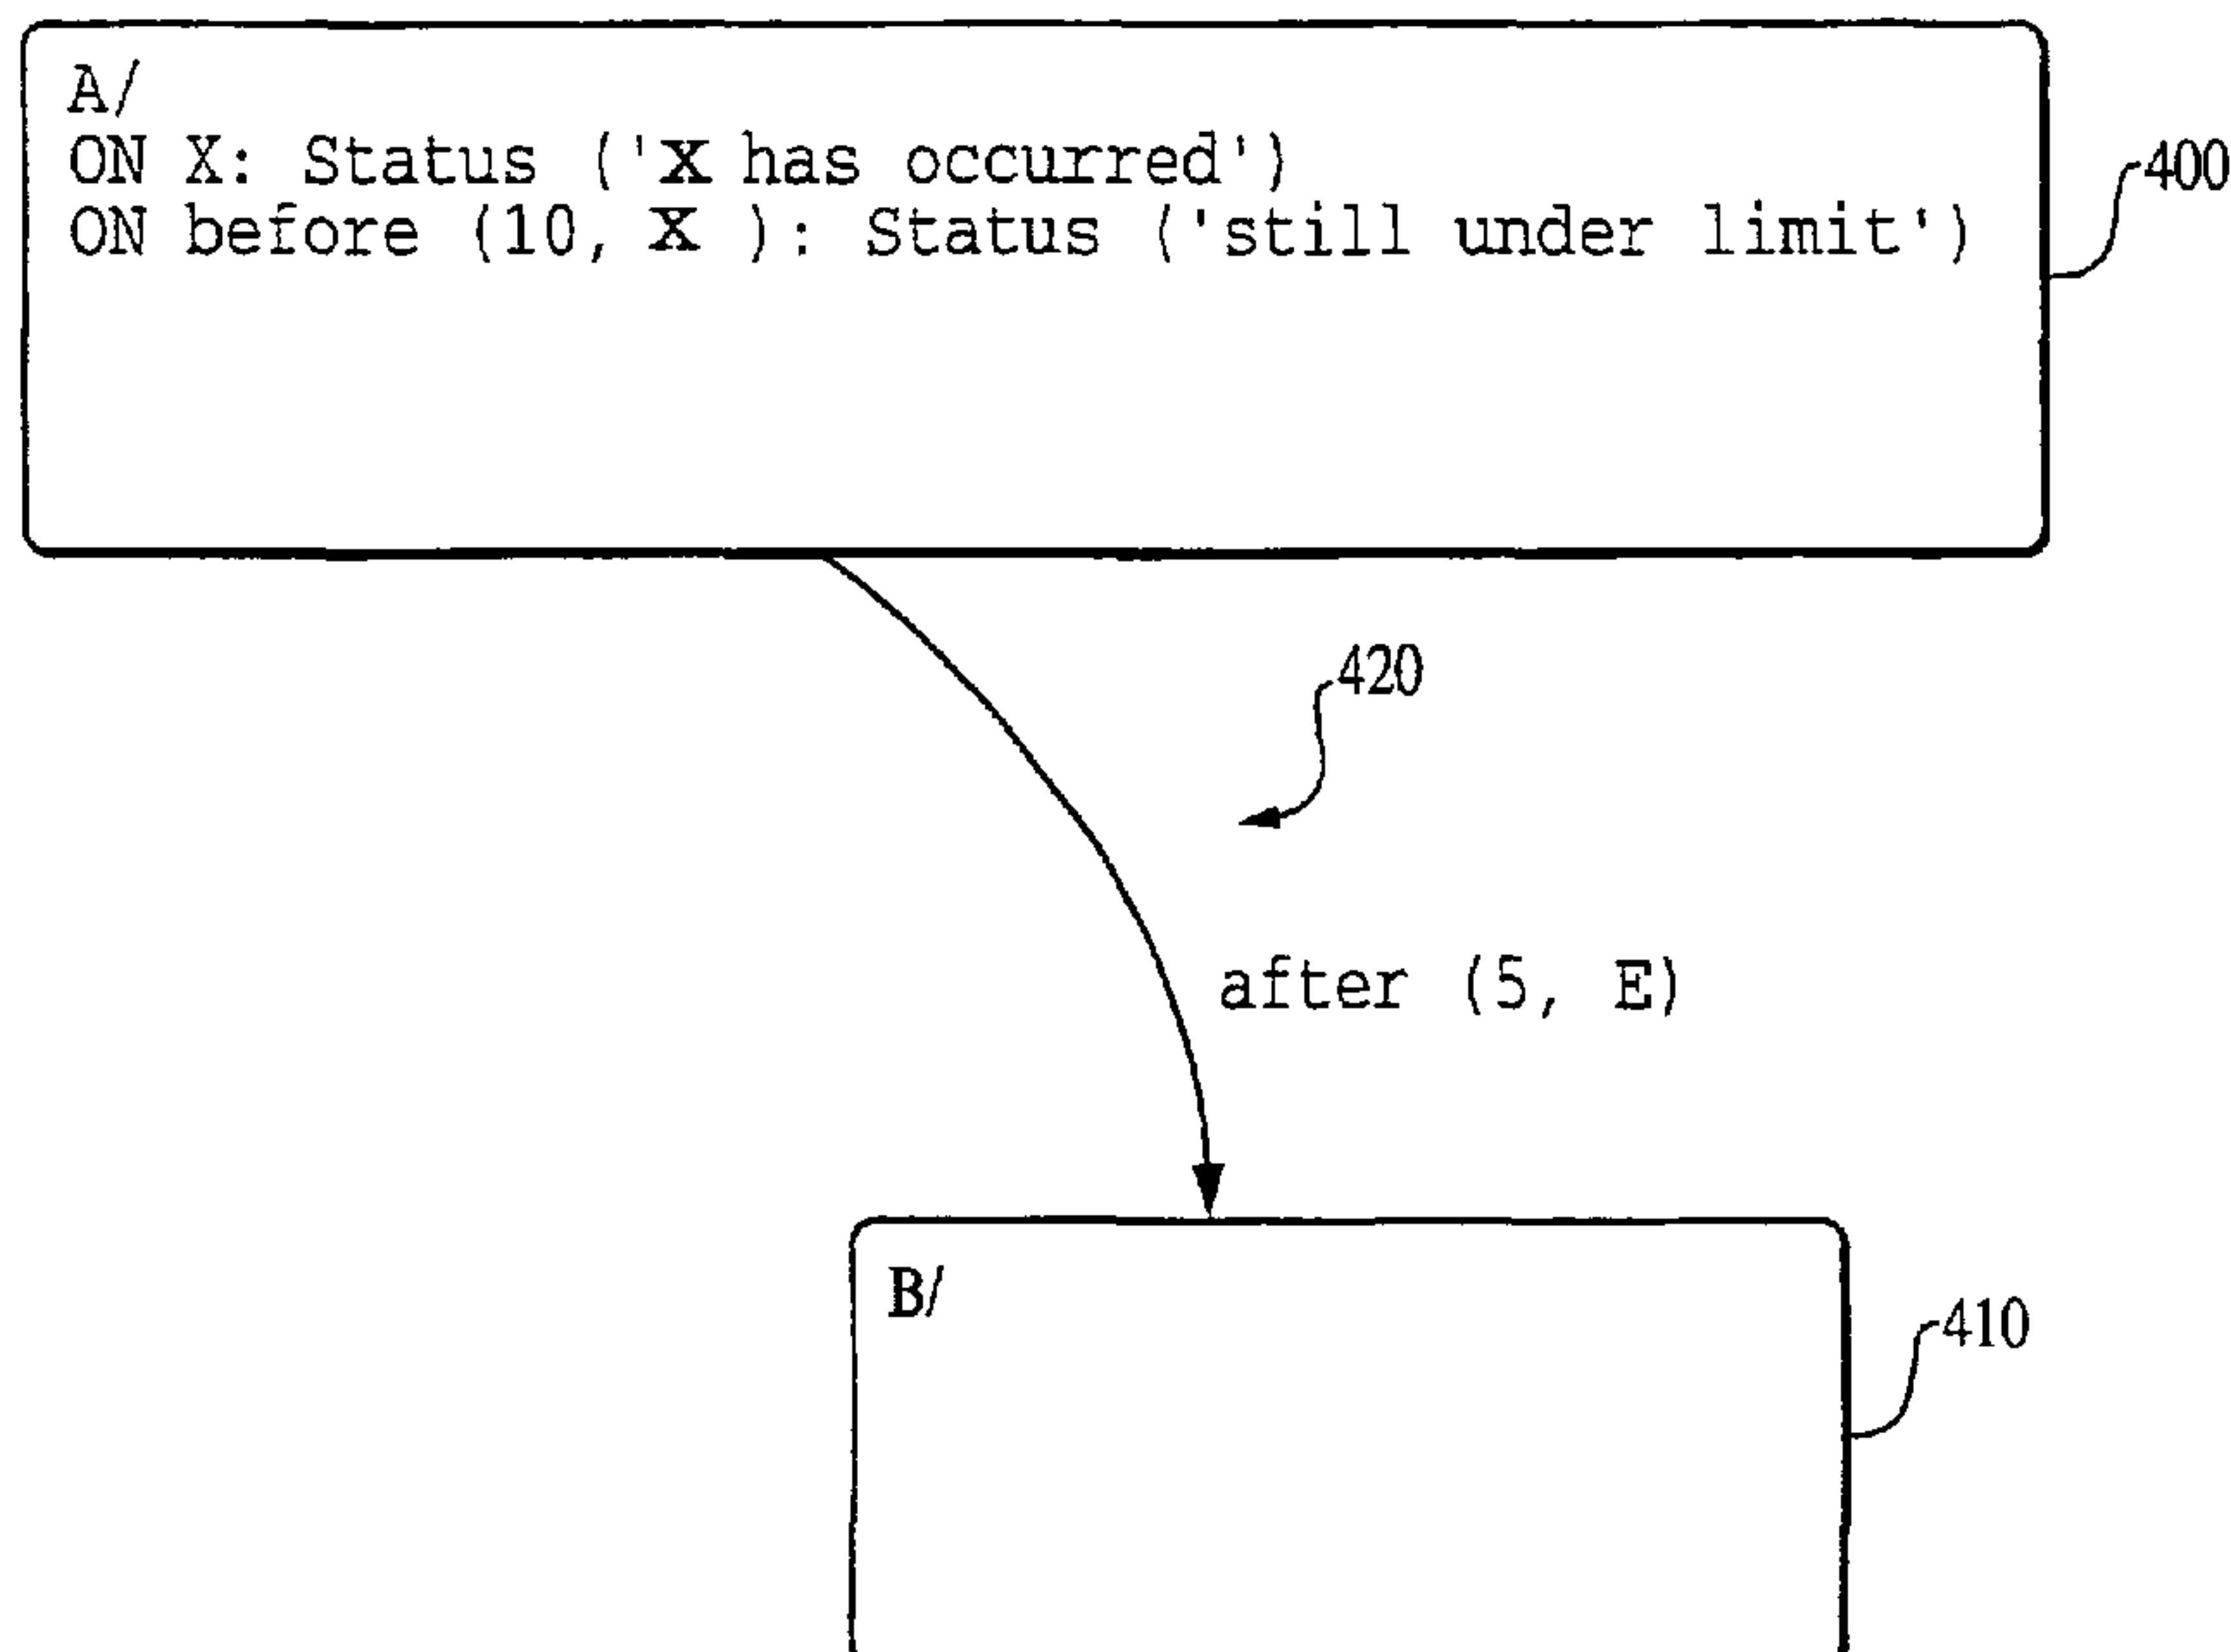 A/
ON X: Status ('X has occurred')
ON before (10, X ): Status ('still under limit')
400
420
after (5, E)
B/
410